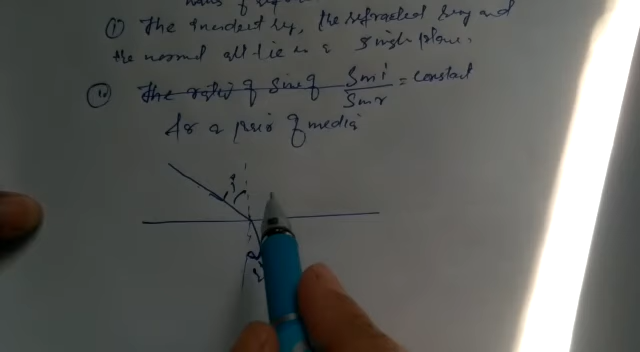 ① The incident ray, the refracted ray and
the normal all lie in a single plane.
The ratio of Sine of Sin i / Sin r = constant
for a pair of media
i
r